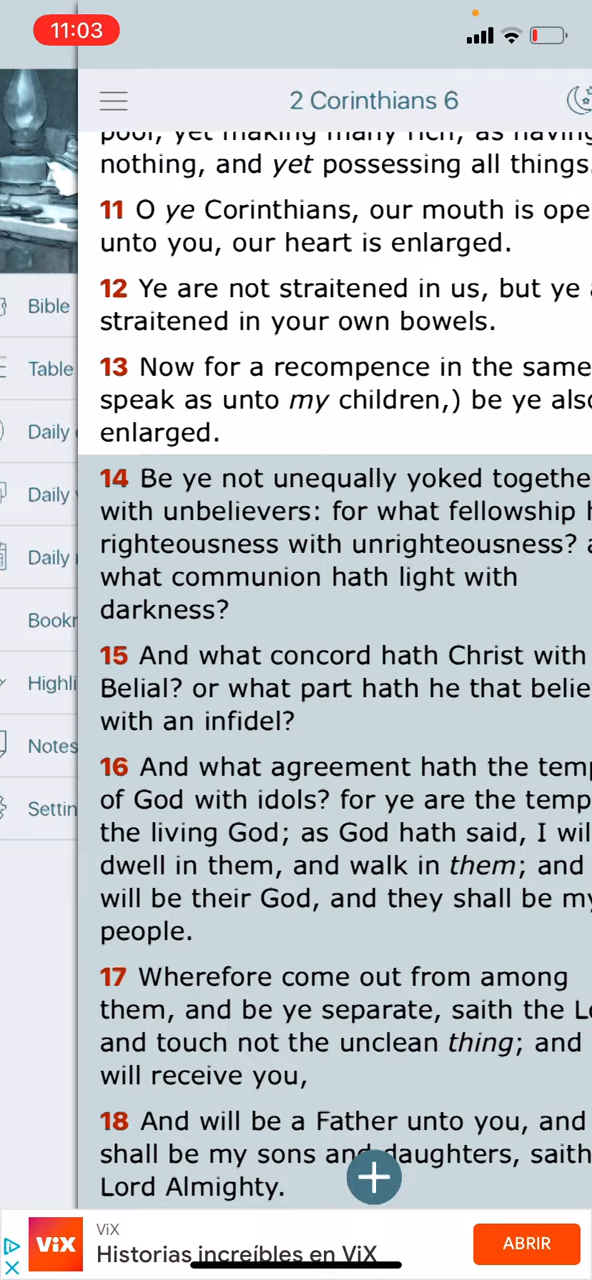 11:03
2 Corinthians 6
poor, yet making many rich; as having
nothing, and yet possessing all things.
11 O ye Corinthians, our mouth is ope
unto you, our heart is enlarged.
12 Ye are not straitened in us, but ye a
straitened in your own bowels.
13 Now for a recompence in the same
speak as unto my children,) be ye also
enlarged.
14 Be ye not unequally yoked togethe
with unbelievers: for what fellowship h
righteousness with unrighteousness? a
what communion hath light with
darkness?
15 And what concord hath Christ with
Belial? or what part hath he that belie
with an infidel?
16 And what agreement hath the temp
of God with idols? for ye are the temp
the living God; as God hath said, I wil
dwell in them, and walk in them; and
will be their God, and they shall be my
people.
17 Wherefore come out from among
them, and be ye separate, saith the Lo
and touch not the unclean thing; and
will receive you,
18 And will be a Father unto you, and
shall be my sons and daughters, saith
Lord Almighty.
Bible
Table
Daily
Daily
Daily
Bookr
Highli
Notes
Settin
ViX
ViX
Historias increíbles en ViX
ABRIR